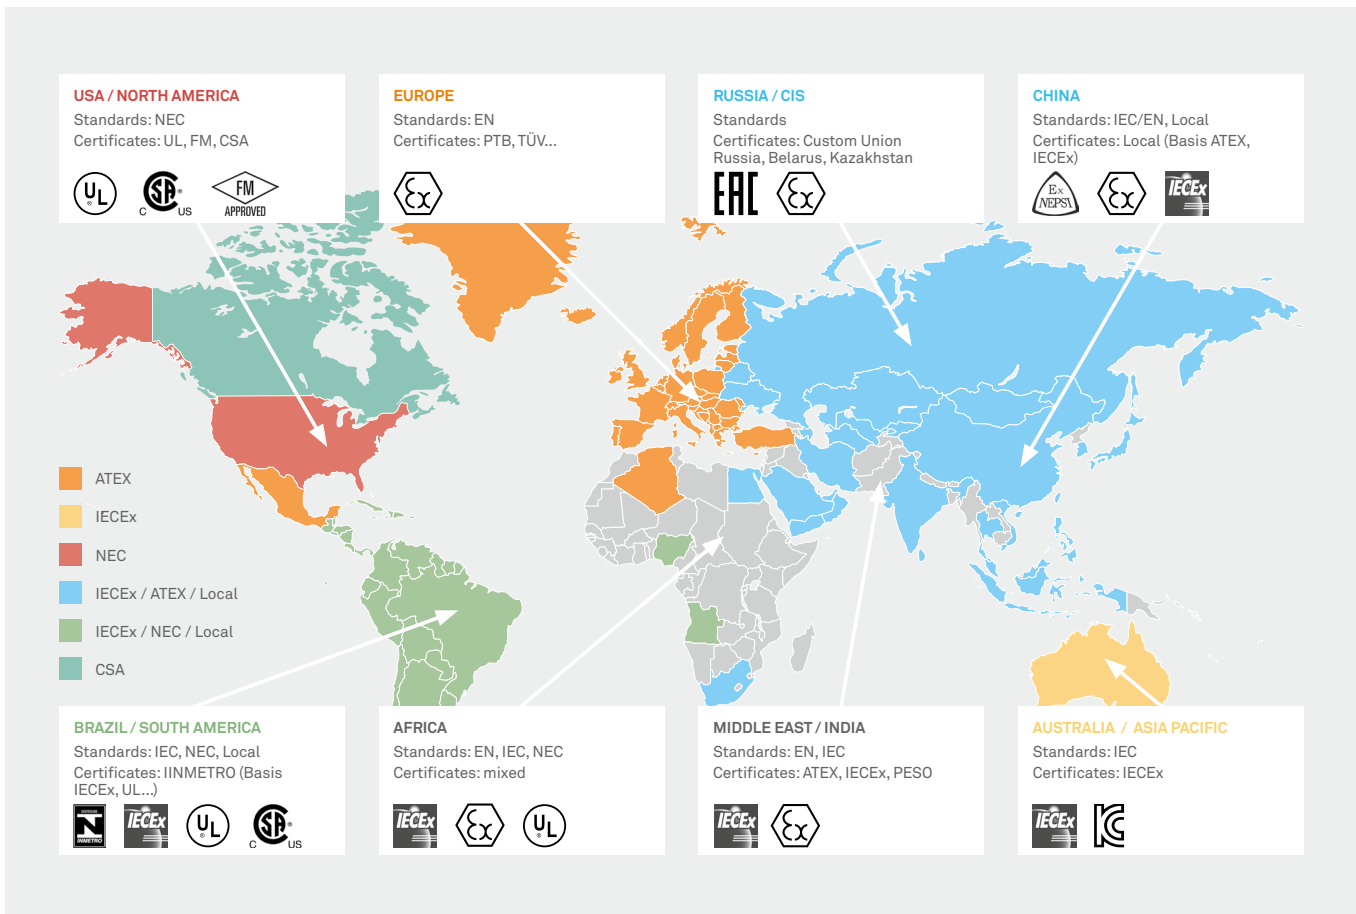 USA / NORTH AMERICA
Standards: NEC
Certificates: UL, FM, CSA
UL
®
C SA ® US
FM
APPROVED
EUROPE
Standards: EN
Certificates: PTB, TÜV...
Ex
RUSSIA / CIS
Standards
Certificates: Custom Union
Russia, Belarus, Kazakhstan
EAC
Ex
CHINA
Standards: IEC/EN, Local
Certificates: Local (Basis ATEX,
IECEx)
Ex
NEPSI
Ex
IECEx
ATEX
IECEx
NEC
IECEx / ATEX / Local
IECEx / NEC / Local
CSA
BRAZIL / SOUTH AMERICA
Standards: IEC, NEC, Local
Certificates: IINMETRO (Basis
IECEx, UL...)
N
INMETRO
IECEx
UL
®
C SA ® US
AFRICA
Standards: EN, IEC, NEC
Certificates: mixed
IECEx
Ex
UL
®
MIDDLE EAST / INDIA
Standards: EN, IEC
Certificates: ATEX, IECEx, PESO
IECEx
Ex
AUSTRALIA / ASIA PACIFIC
Standards: IEC
Certificates: IECEx
IECEx
KC